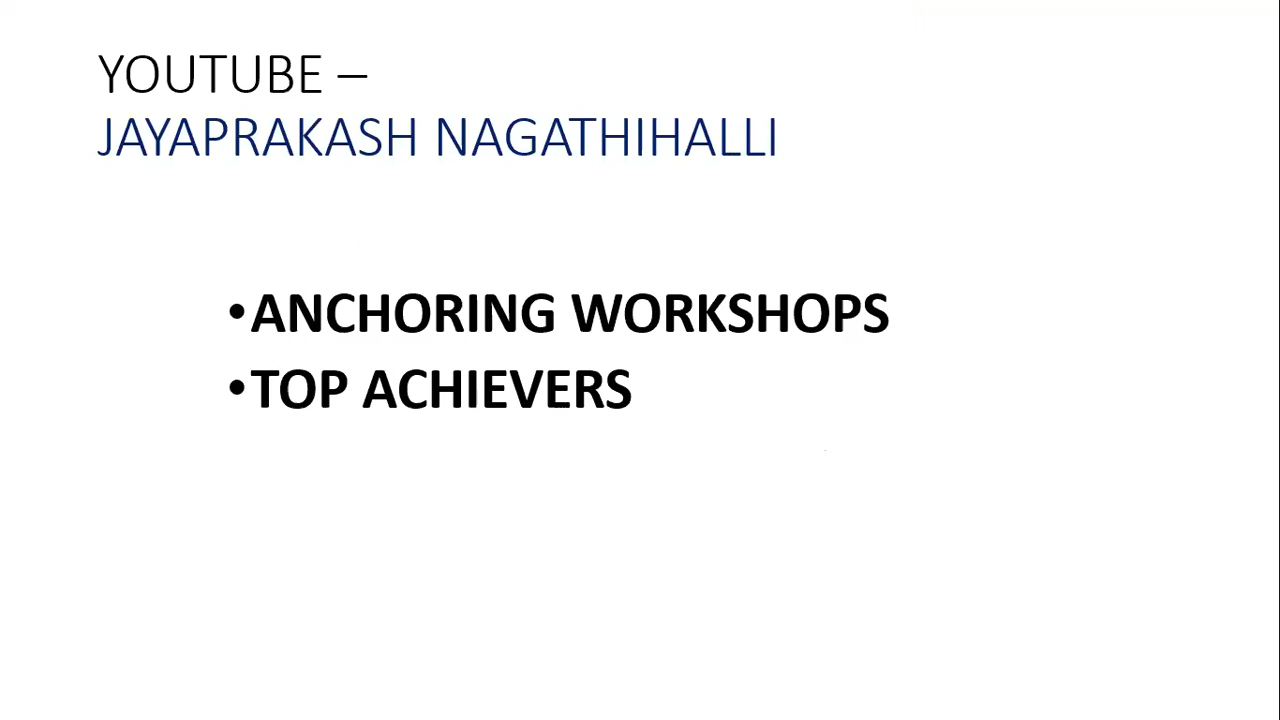 YOUTUBE –
JAYAPRAKASH NAGATHIHALLI
•ANCHORING WORKSHOPS
•TOP ACHIEVERS